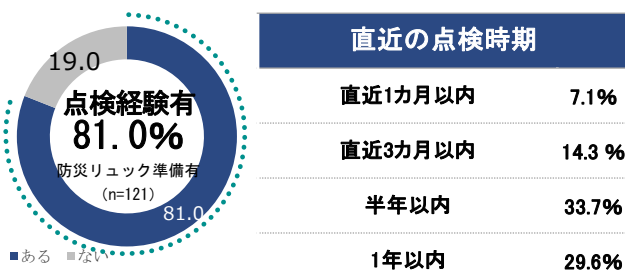 19.0
点検経験有
81.0%
防災リュック準備有
(n=121)
81.0
■ある ■ない
直近の点検時期
直近1カ月以内 7.1%
直近3カ月以内 14.3 %
半年以内 33.7%
1年以内 29.6%